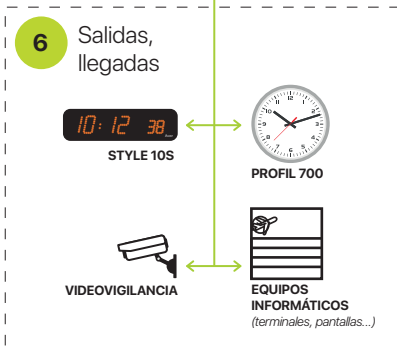 6
Salidas,
llegadas
10:12 38
STYLE 10S
PROFIL 700
VIDEOVIGILANCIA
EQUIPOS
INFORMÁTICOS
(terminales, pantallas...)